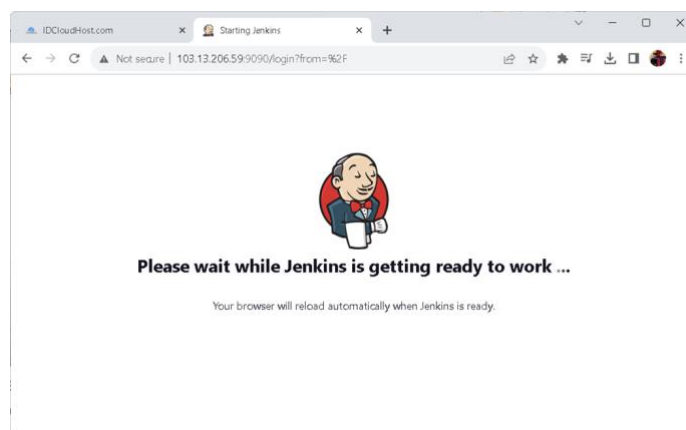 IDCloudHost.com
Starting Jenkins
Not secure | 103.13.206.59:9090/login?from=%2F
Please wait while Jenkins is getting ready to work ...
Your browser will reload automatically when Jenkins is ready.